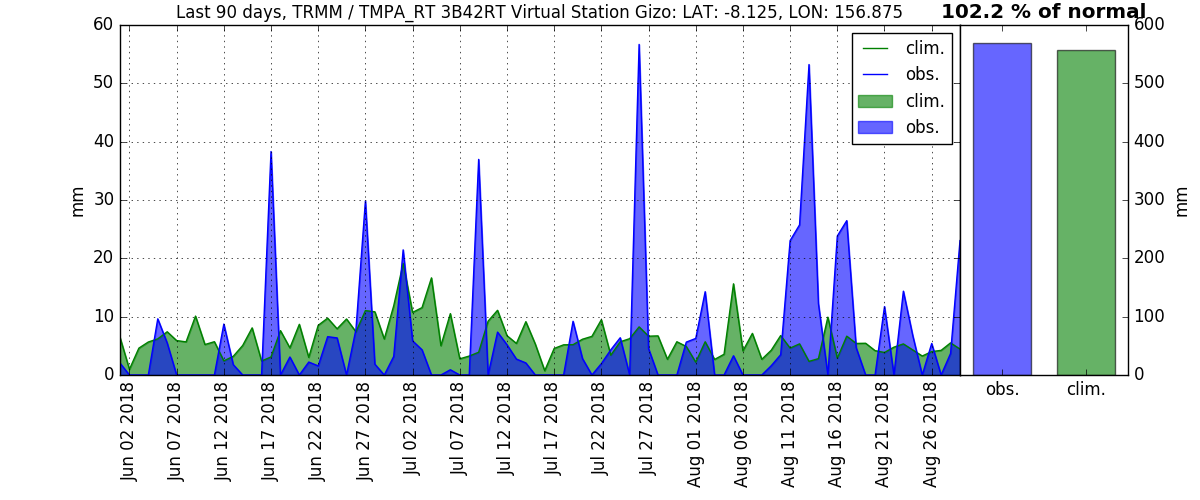 Last 90 days, TRMM / TMPA_RT 3B42RT Virtual Station Gizo: LAT: -8.125, LON: 156.875
102.2 % of normal
60
50
40
30
20
10
0
mm
clim.
obs.
clim.
obs.
600
500
400
300
200
100
0
mm
obs.
clim.
Jun 02 2018
Jun 07 2018
Jun 12 2018
Jun 17 2018
Jun 22 2018
Jun 27 2018
Jul 02 2018
Jul 07 2018
Jul 12 2018
Jul 17 2018
Jul 22 2018
Jul 27 2018
Aug 01 2018
Aug 06 2018
Aug 11 2018
Aug 16 2018
Aug 21 2018
Aug 26 2018